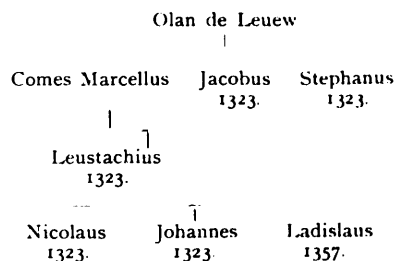 Olan de Leuew
Comes Marcellus Jacobus Stephanus
1323. 1323.
Leustachius
1323.
Nicolaus Johannes Ladislaus
1323. 1323. 1357.